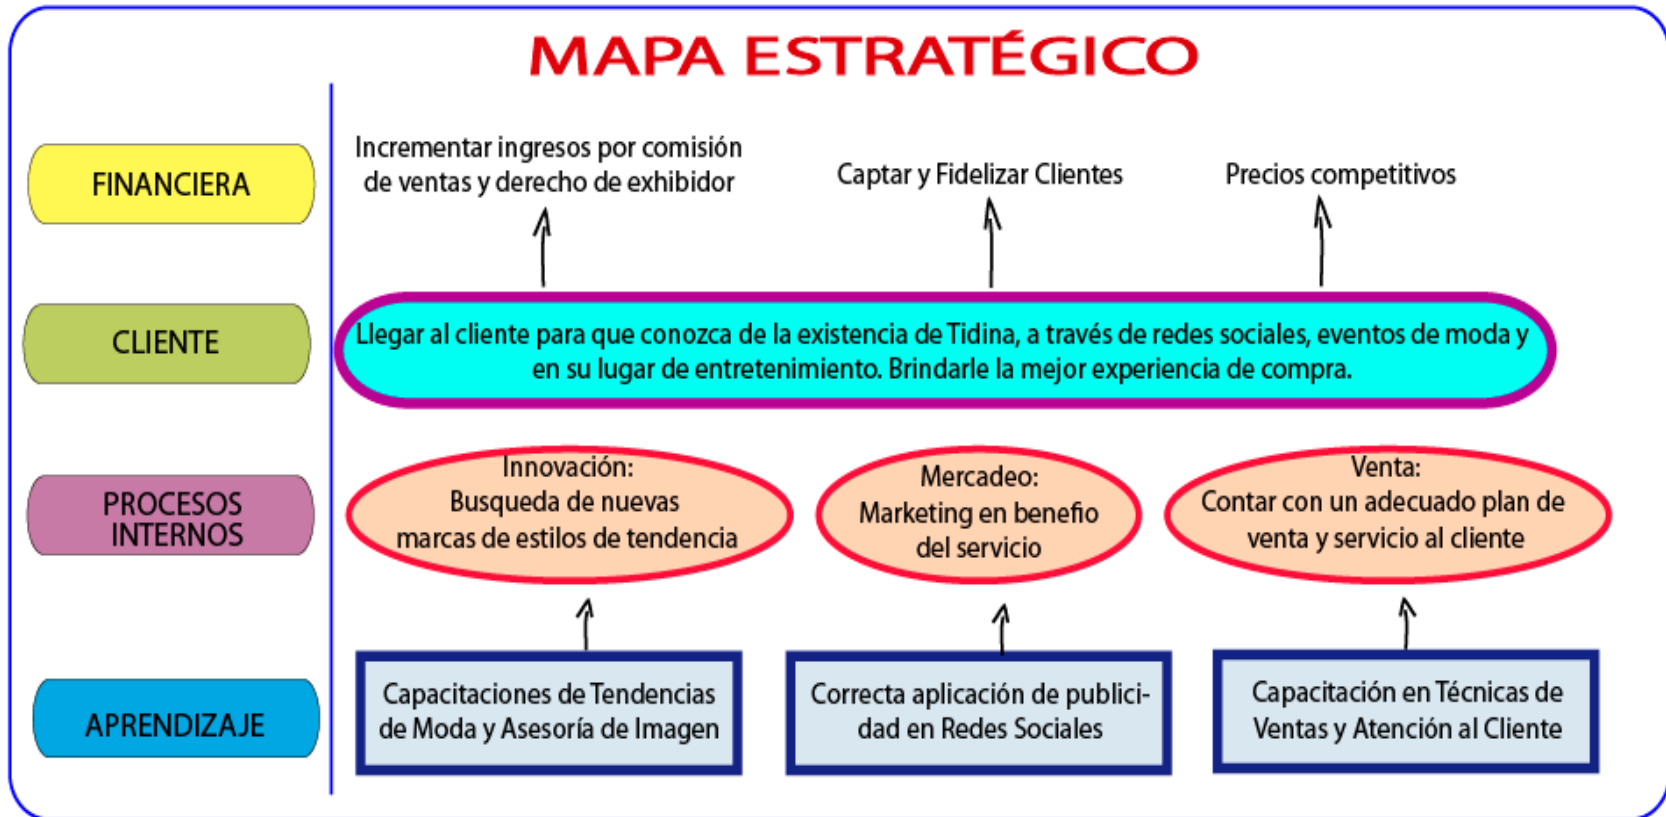 MAPA ESTRATÉGICO
FINANCIERA
Incrementar ingresos por comisión
de ventas y derecho de exhibidor
Captar y Fidelizar Clientes
Precios competitivos
CLIENTE
Llegar al cliente para que conozca de la existencia de Tidina, a través de redes sociales, eventos de moda y
en su lugar de entretenimiento. Brindarle la mejor experiencia de compra.
PROCESOS
INTERNOS
Innovación:
Busqueda de nuevas
marcas de estilos de tendencia
Mercadeo:
Marketing en benefio
del servicio
Venta:
Contar con un adecuado plan de
venta y servicio al cliente
APRENDIZAJE
Capacitaciones de Tendencias
de Moda y Asesoría de Imagen
Correcta aplicación de publici-
dad en Redes Sociales
Capacitación en Técnicas de
Ventas y Atención al Cliente